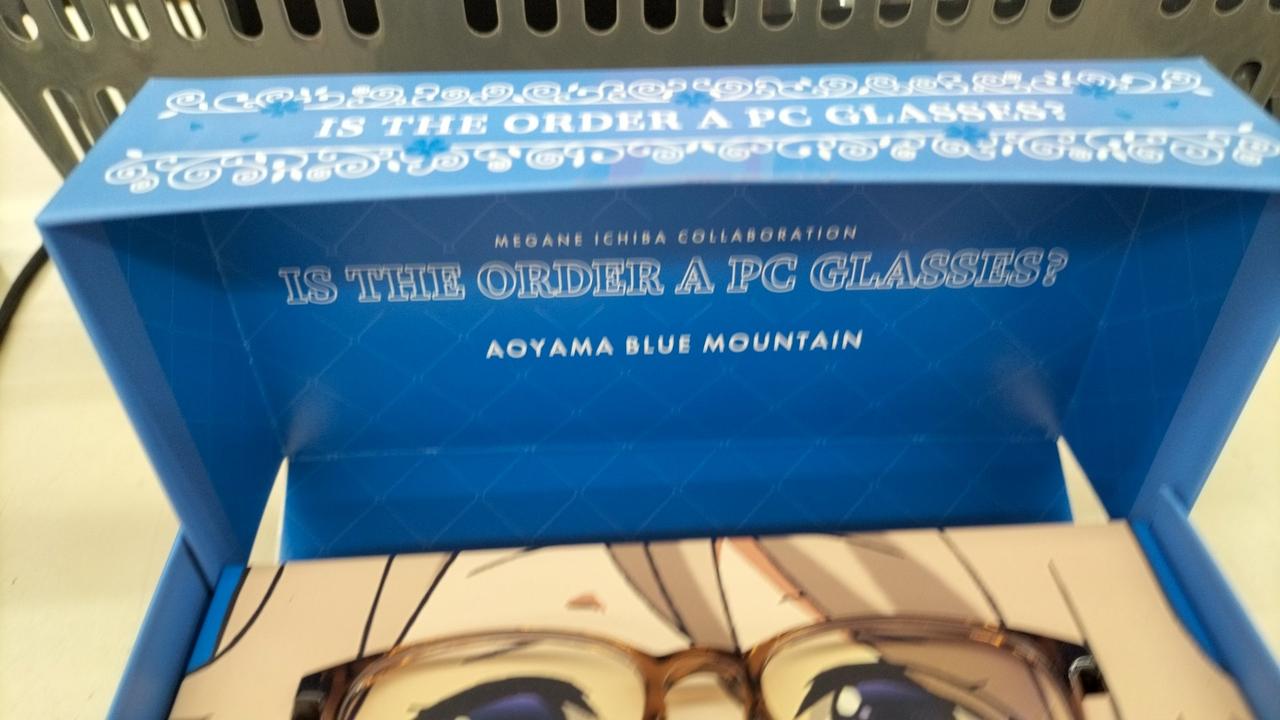 IS THE ORDER A PC GLASSES?
MEGANE ICHIBA COLLABORATION
IS THE ORDER A PC GLASSES?
AOYAMA BLUE MOUNTAIN